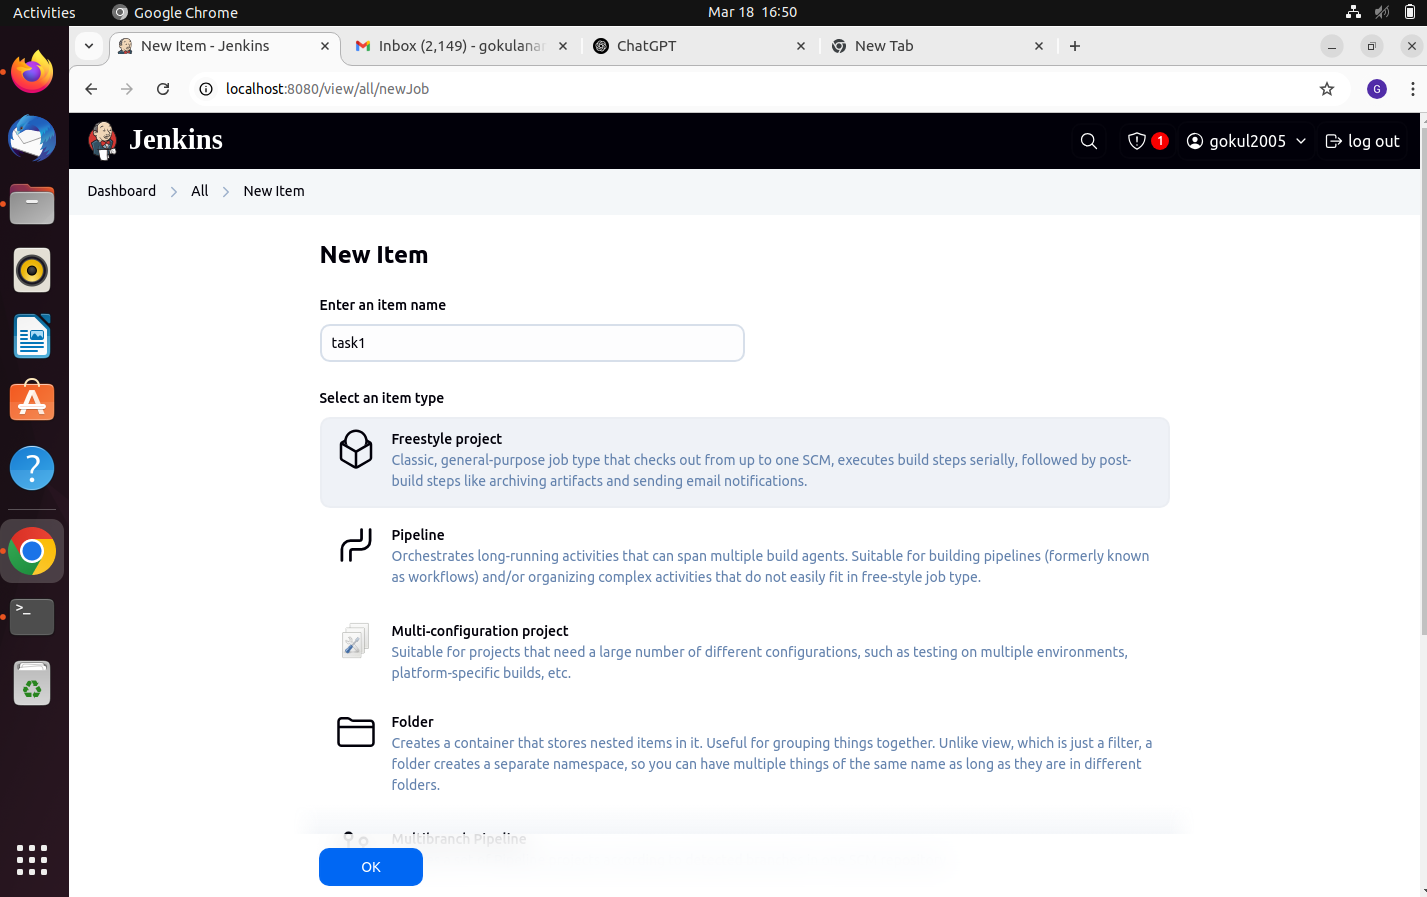 Activities Google Chrome Mar 18 16:50
New Item - Jenkins Inbox (2,149) - gokulanar ChatGPT New Tab
localhost:8080/view/all/newJob G
Jenkins 1 gokul2005 log out
Dashboard All New Item
New Item
Enter an item name
task1
Select an item type
Freestyle project
Classic, general-purpose job type that checks out from up to one SCM, executes build steps serially, followed by post-
build steps like archiving artifacts and sending email notifications.
Pipeline
Orchestrates long-running activities that can span multiple build agents. Suitable for building pipelines (formerly known
as workflows) and/or organizing complex activities that do not easily fit in free-style job type.
Multi-configuration project
Suitable for projects that need a large number of different configurations, such as testing on multiple environments,
platform-specific builds, etc.
Folder
Creates a container that stores nested items in it. Useful for grouping things together. Unlike view, which is just a filter, a
folder creates a separate namespace, so you can have multiple things of the same name as long as they are in different
folders.
Multibranch Pipeline
OK